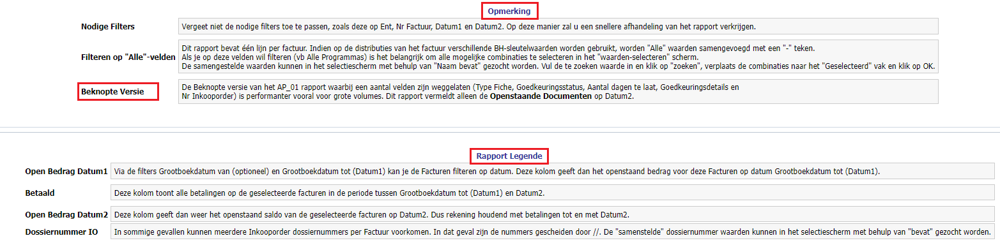 Opmerking
Nodige Filters
Vergeet niet de nodige filters toe te passen, zoals deze op Ent, Nr Factuur, Datum1 en Datum2. Op deze manier zal u een snellere afhandeling van het rapport verkrijgen.
Filteren op "Alle"-velden
Dit rapport bevat één lijn per factuur. Indien op de distributies van het factuur verschillende BH-sleutelwaarden worden gebruikt, worden "Alle" waarden samengevoegd met een "-" teken.
Als je op deze velden wil filteren (vb Alle Programmas) is het belangrijk om alle mogelijke combinaties te selecteren in het "waarden-selecteren" scherm.
De samengestelde waarden kunnen in het selectiescherm met behulp van "Naam bevat" gezocht worden. Vul de te zoeken waarde in en klik op "zoeken", verplaats de combinaties naar het "Geselecteerd" vak en klik op OK.
Beknopte Versie
De Beknopte versie van het AP_01 rapport waarbij een aantal velden zijn weggelaten (Type Fiche, Goedkeuringsstatus, Aantal dagen te laat, Goedkeuringsdetails en
Nr Inkooporder) is performanter vooral voor grote volumes. Dit rapport vermeldt alleen de Openstaande Documenten op Datum2.
Rapport Legende
Open Bedrag Datum1
Via de filters Grootboekdatum van (optioneel) en Grootboekdatum tot (Datum1) kan je de Facturen filteren op datum. Deze kolom geeft dan het openstaand bedrag voor deze Facturen op datum Grootboekdatum tot (Datum1).
Betaald
Deze kolom toont alle betalingen op de geselecteerde facturen in de periode tussen Grootboekdatum tot (Datum1) en Datum2.
Open Bedrag Datum2
Deze kolom geeft dan weer het openstaand saldo van de geselecteerde facturen op Datum2. Dus rekening houdend met betalingen tot en met Datum2.
Dossiernummer IO
In sommige gevallen kunnen meerdere Inkooporder dossiernummers per Factuur voorkomen. In dat geval zijn de nummers gescheiden door //. De "samenstelde" dossiernummer waarden kunnen in het selectiescherm met behulp van "bevat" gezocht worden.